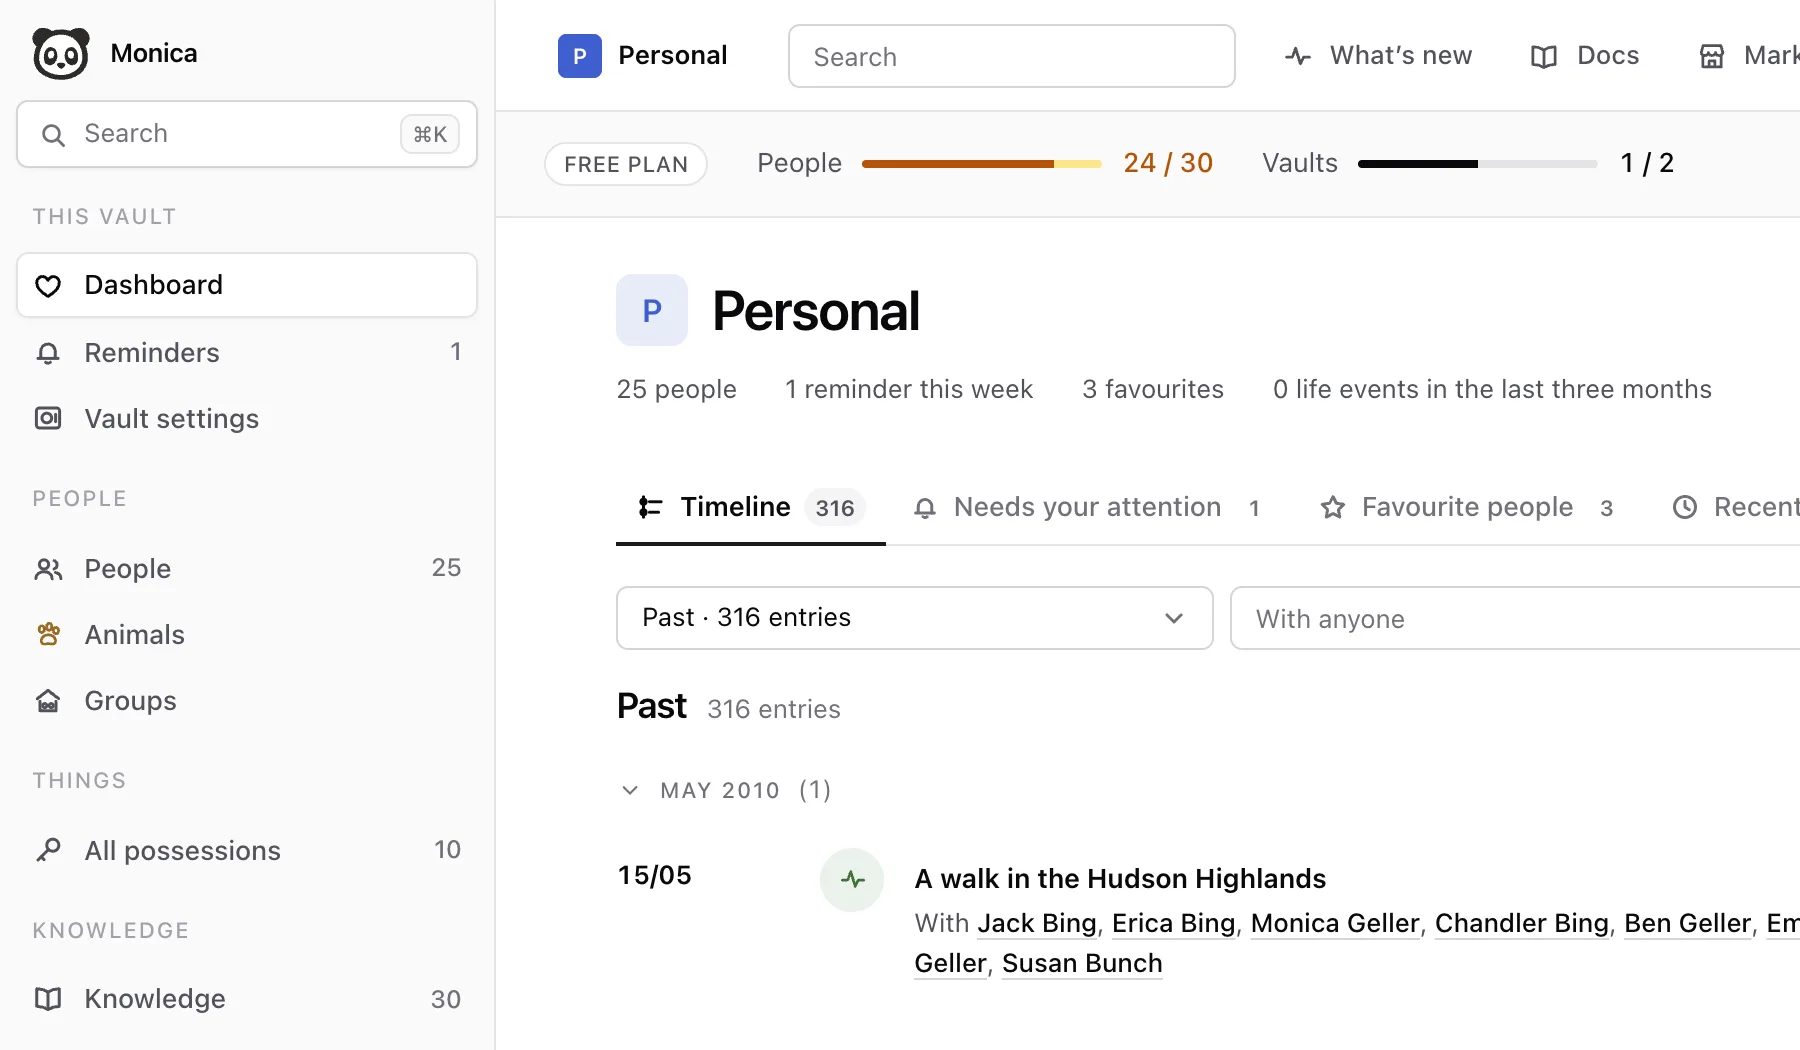 Monica
Search ⌘K
THIS VAULT
Dashboard
Reminders 1
Vault settings
PEOPLE
People 25
Animals
Groups
THINGS
All possessions 10
KNOWLEDGE
Knowledge 30
P Personal
Search
What's new
Docs
Mark
FREE PLAN
People 24 / 30
Vaults 1 / 2
P Personal
25 people 1 reminder this week 3 favourites 0 life events in the last three months
Timeline 316 Needs your attention 1 Favourite people 3 Recent
Past · 316 entries
With anyone
Past 316 entries
MAY 2010 (1)
15/05
A walk in the Hudson Highlands
With Jack Bing, Erica Bing, Monica Geller, Chandler Bing, Ben Geller, Em
Geller, Susan Bunch